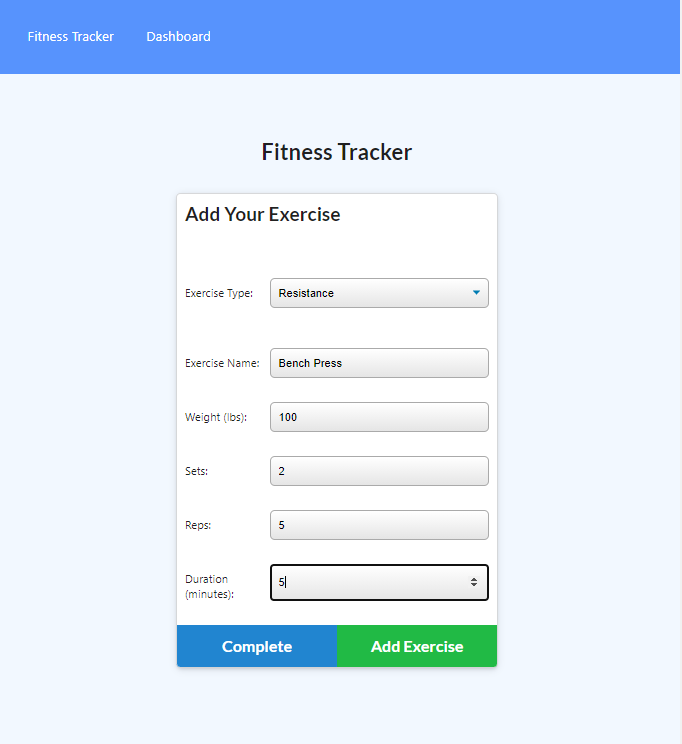 Fitness Tracker Dashboard
Fitness Tracker
Add Your Exercise
Exercise Type: Resistance
Exercise Name: Bench Press
Weight (lbs): 100
Sets: 2
Reps: 5
Duration
(minutes): 5
Complete Add Exercise